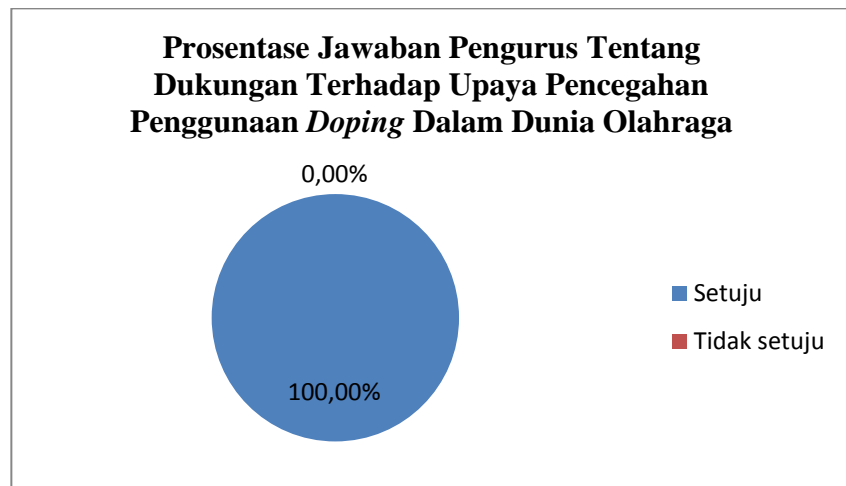 Prosentase Jawaban Pengurus Tentang
Dukungan Terhadap Upaya Pencegahan
Penggunaan Doping Dalam Dunia Olahraga
0,00%
100,00%
Setuju
Tidak setuju